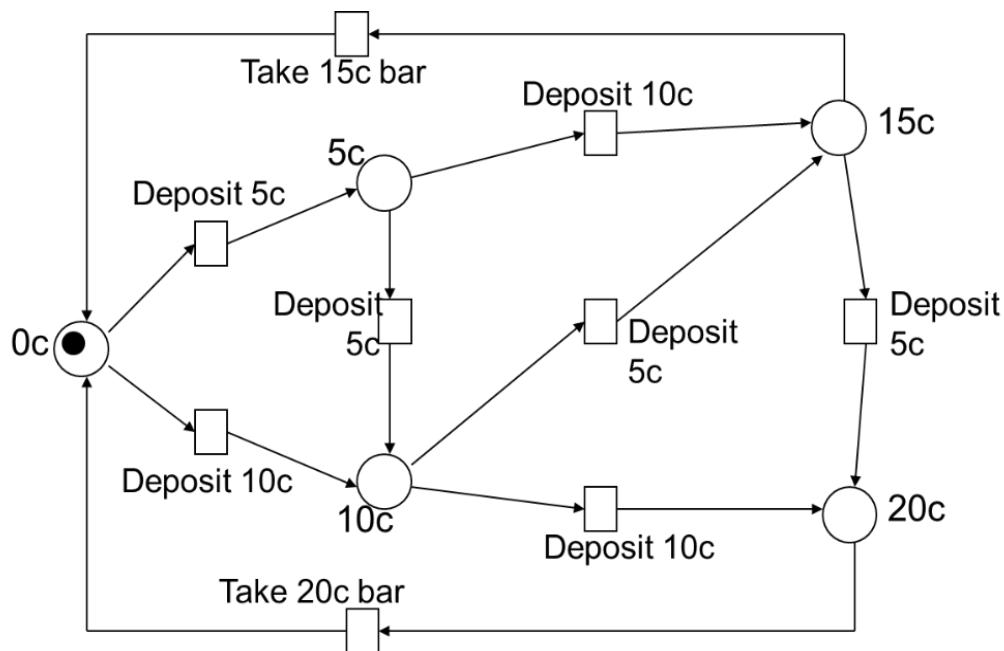 Take 15c bar
Deposit 10c
15c
5c
Deposit 5c
0c
Deposit
5c
Deposit
5c
Deposit
5c
Deposit 10c
10c
20c
Deposit 10c
Take 20c bar